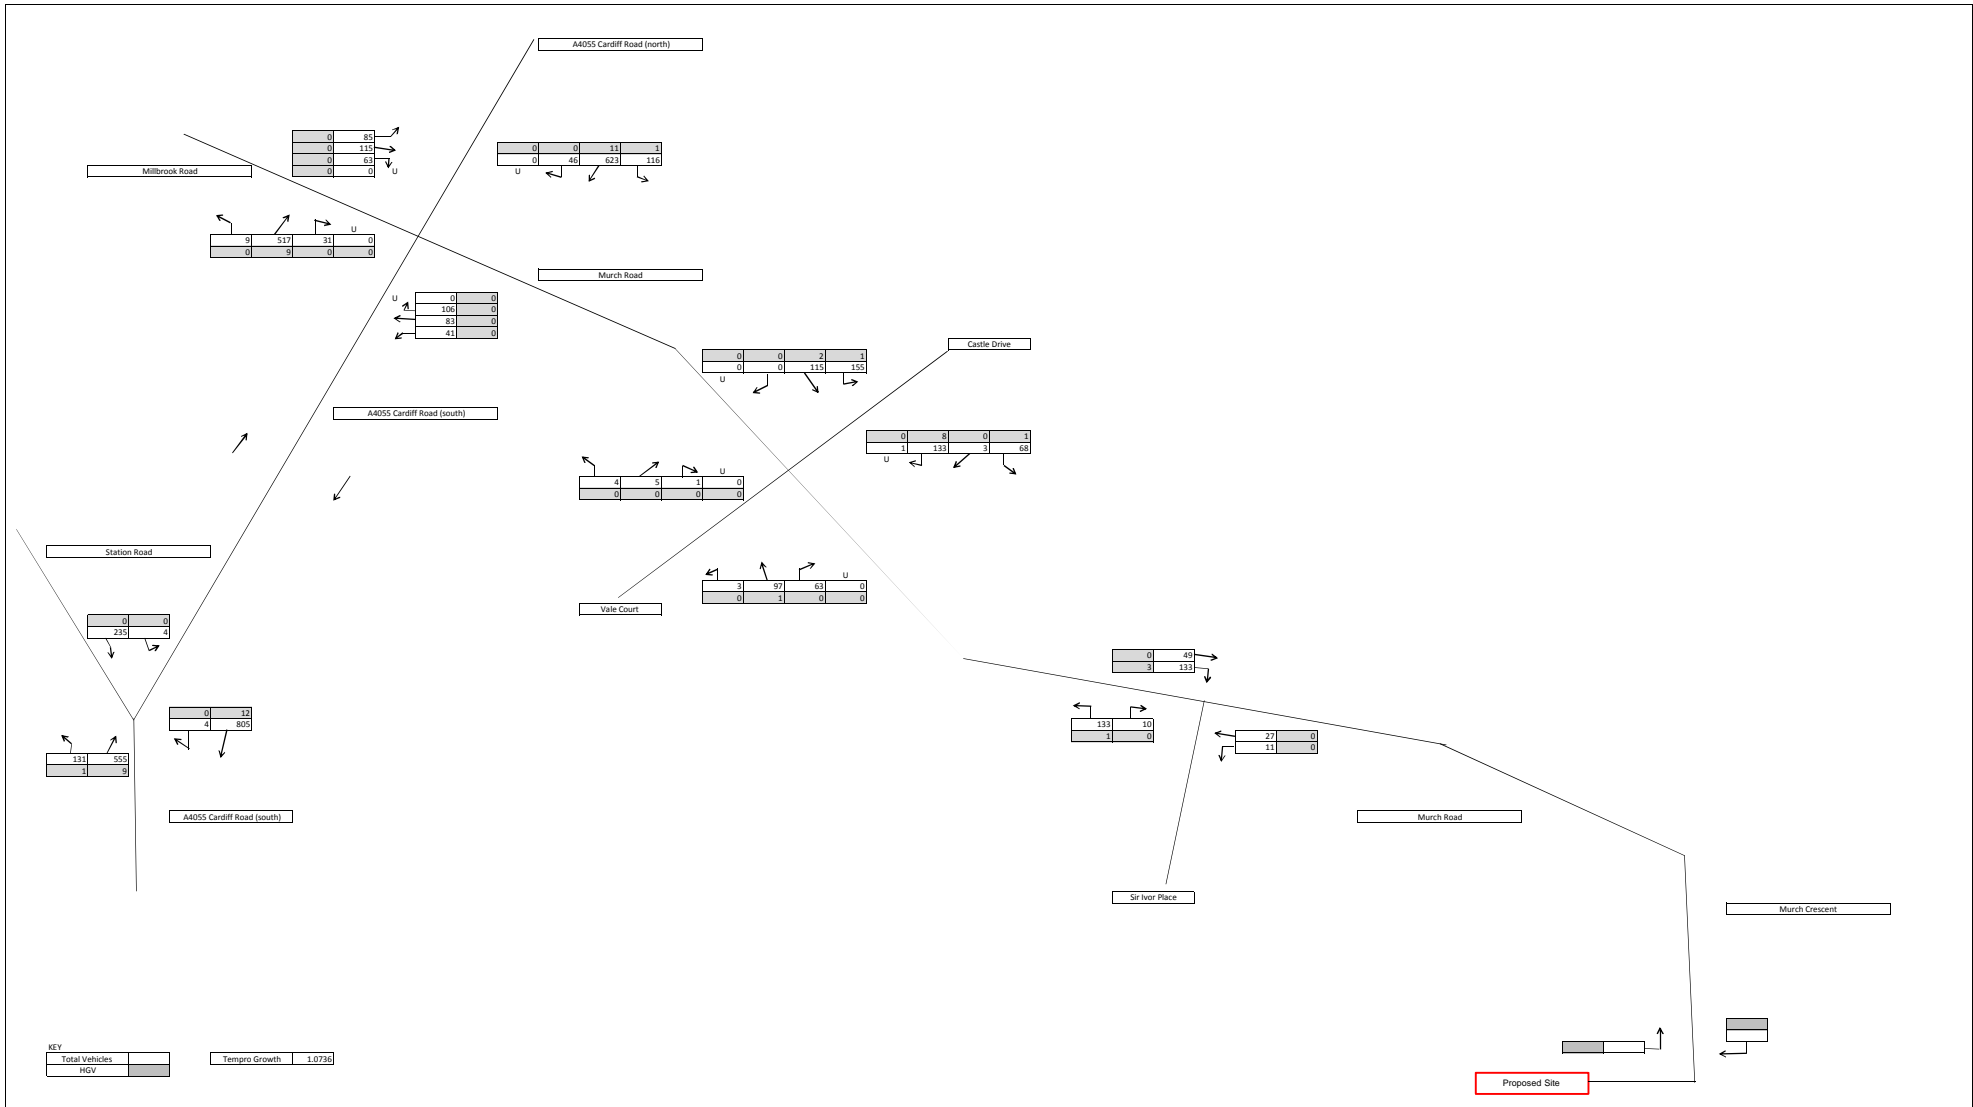 A4055 Cardiff Road (north)
0 85
0 115
0 63
0 0 U
0 0 11 1
0 46 623 116
U
Millbrook Road
U
9 517 31 0
0 9 0 0
Murch Road
U 0 0
106 0
83 0
41 0
Castle Drive
0 0 2 1
0 0 115 155
U
A4055 Cardiff Road (south)
0 8 0 1
1 133 3 68
U
U
4 5 1 0
0 0 0 0
Station Road
U
3 97 63 0
0 1 0 0
Vale Court
0 0
235 4
0 49
3 133
0 12
4 805
133 10
1 0
27 0
11 0
131 555
1 9
A4055 Cardiff Road (south)
Murch Road
Sir Ivor Place
Murch Crescent
KEY
Total Vehicles
HGV
Tempro Growth 1.0736
Proposed Site